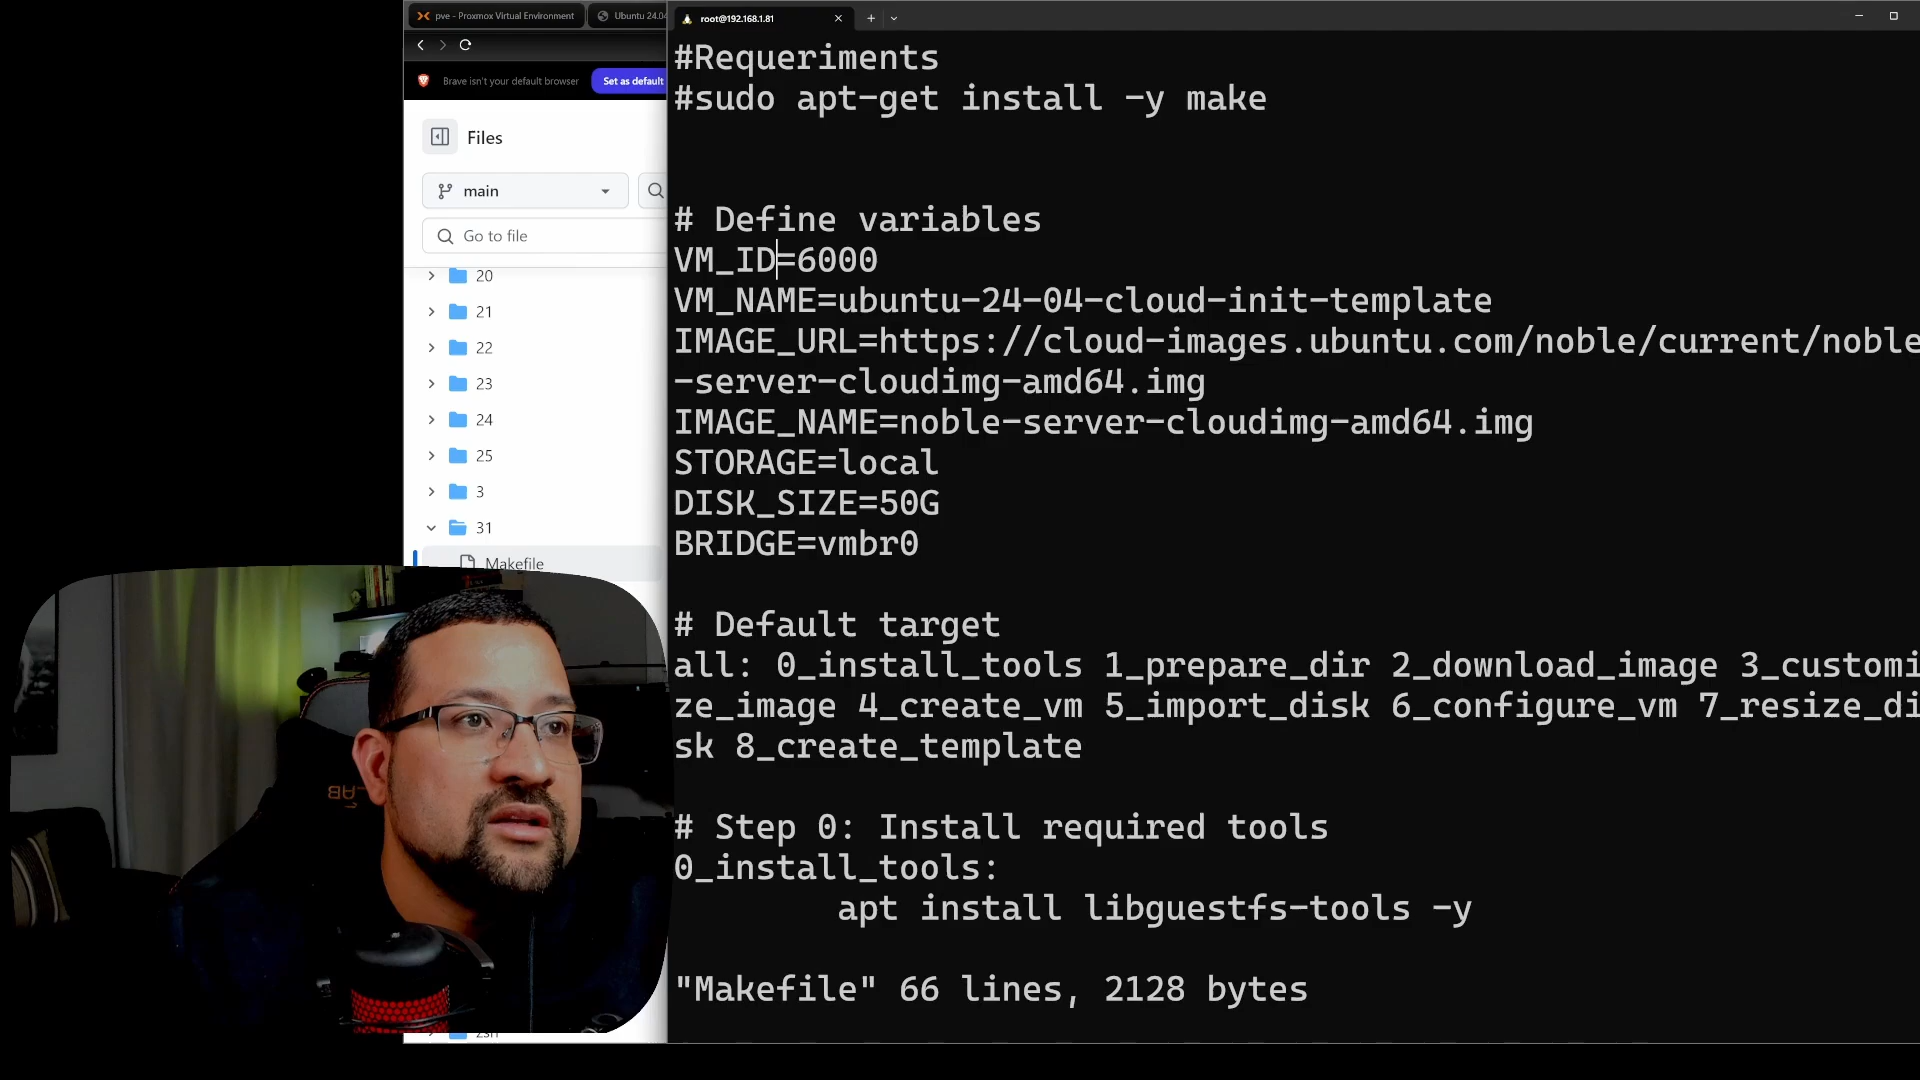 pve - Proxmox Virtual Environment
Ubuntu 24.04
root@192.168.1.81
Brave isn't your default browser
Set as default
Files
main
Go to file
20
21
22
23
24
25
3
31
Makefile
zsh
#Requeriments
#sudo apt-get install -y make
# Define variables
VM_ID=6000
VM_NAME=ubuntu-24-04-cloud-init-template
IMAGE_URL=https://cloud-images.ubuntu.com/noble/current/noble
-server-cloudimg-amd64.img
IMAGE_NAME=noble-server-cloudimg-amd64.img
STORAGE=local
DISK_SIZE=50G
BRIDGE=vmbr0
# Default target
all: 0_install_tools 1_prepare_dir 2_download_image 3_customi
ze_image 4_create_vm 5_import_disk 6_configure_vm 7_resize_di
sk 8_create_template
# Step 0: Install required tools
0_install_tools:
apt install libguestfs-tools -y
"Makefile" 66 lines, 2128 bytes